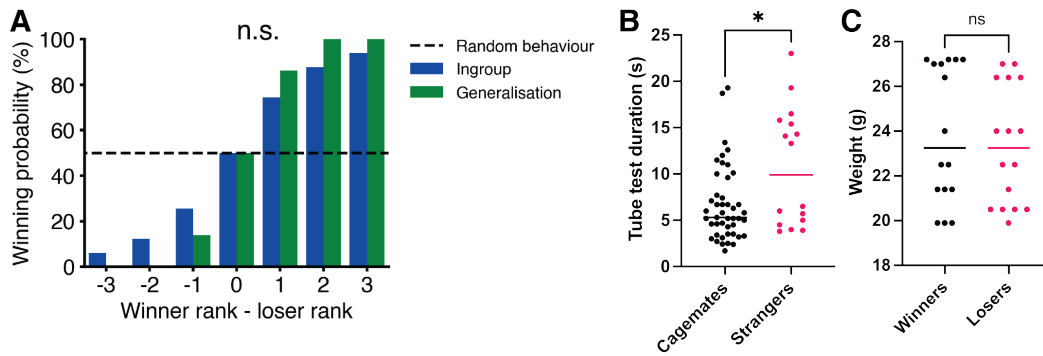 A
n.s.
Winning probability (%)
100
80
60
40
20
0
-3 -2 -1 0 1 2 3
Winner rank - loser rank
Random behaviour
Ingroup
Generalisation
B
*
Tube test duration (s)
25
20
15
10
5
0
Cagemates
Strangers
C
ns
Weight (g)
28
26
24
22
20
18
Winners
Losers